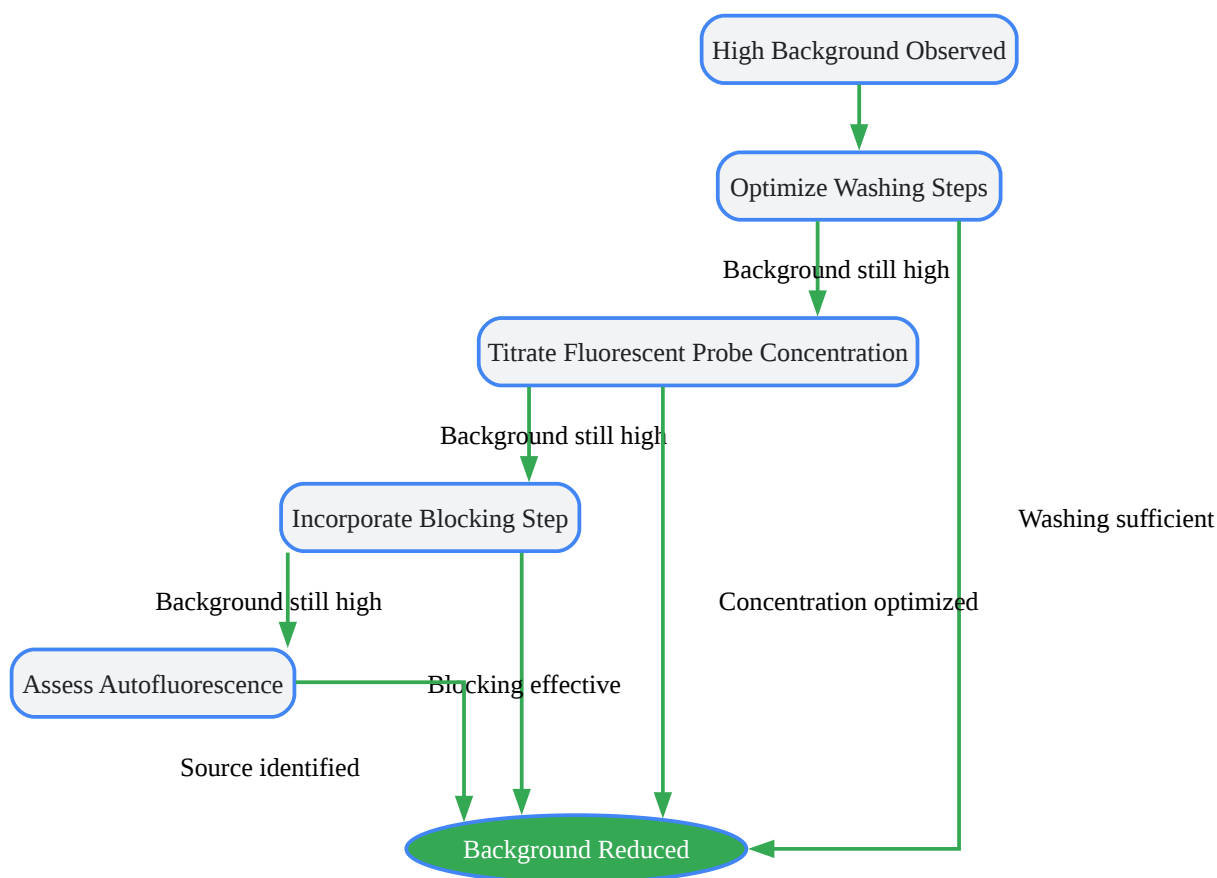 High Background Observed
Optimize Washing Steps
Background still high
Titrate Fluorescent Probe Concentration
Background still high
Incorporate Blocking Step
Washing sufficient
Background still high
Concentration optimized
Assess Autofluorescence
Blocking effective
Source identified
Background Reduced